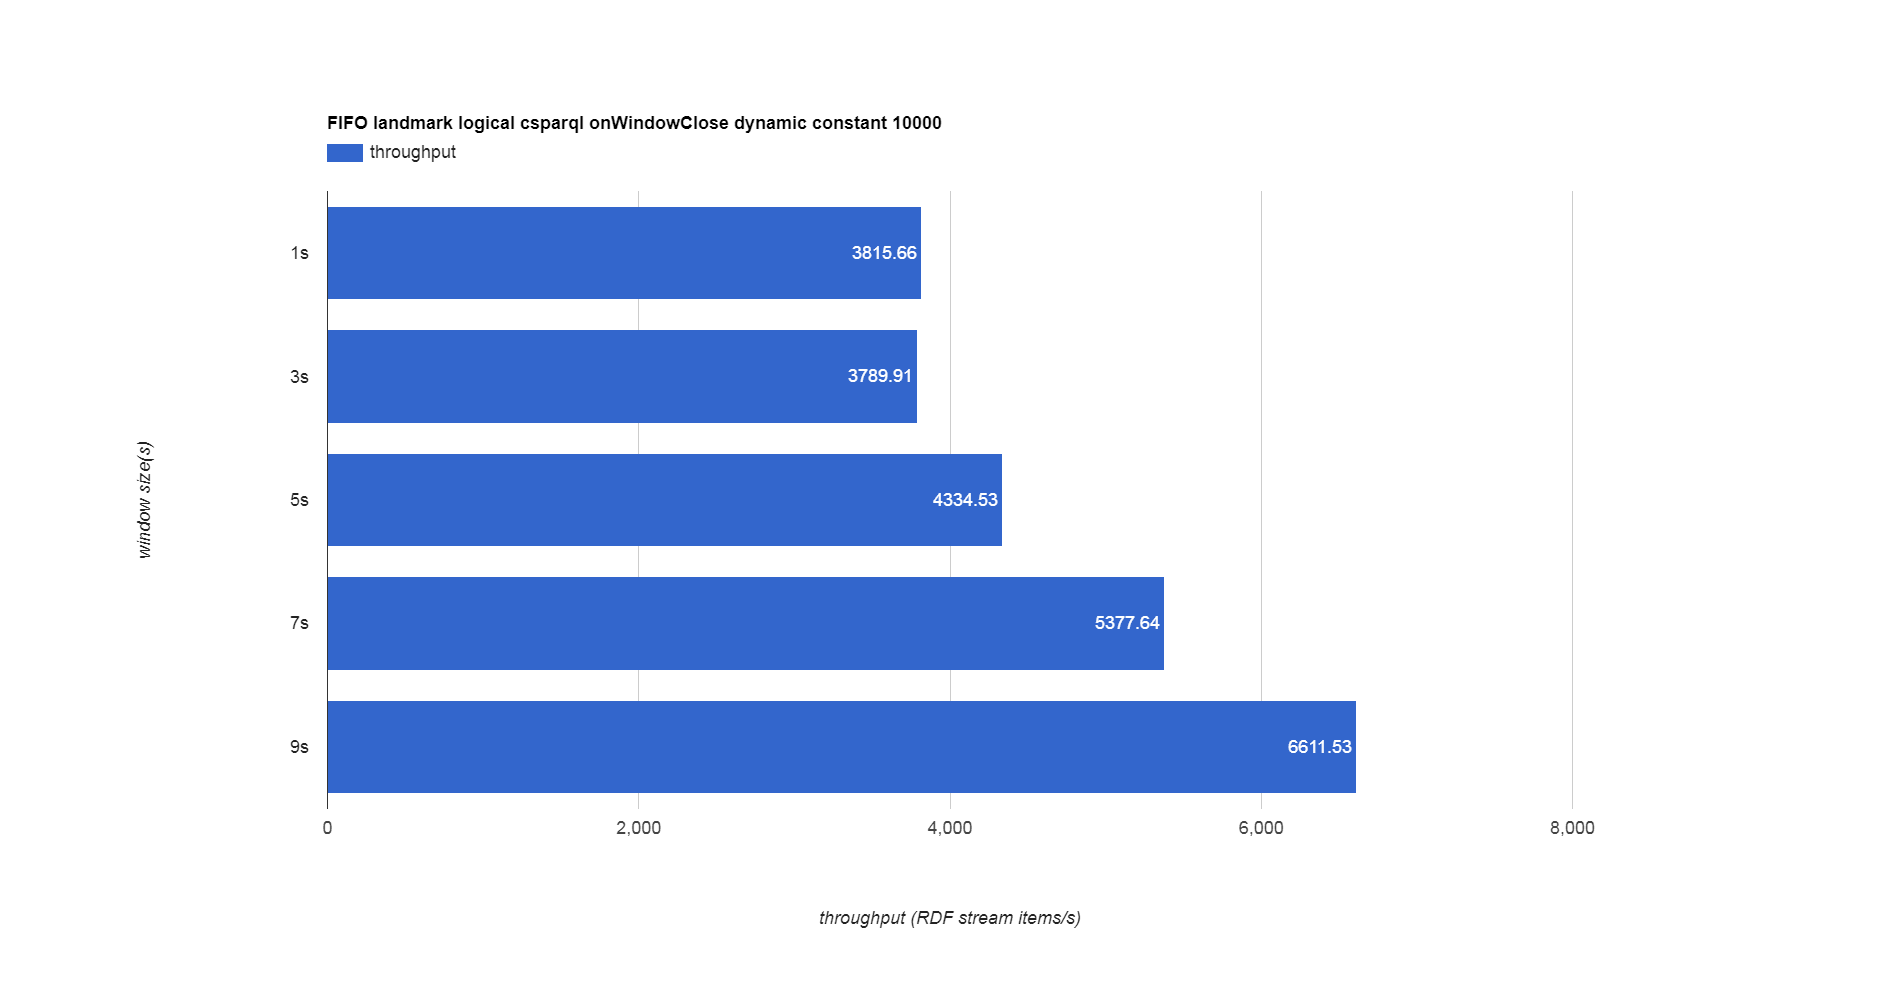 FIFO landmark logical csparql onWindowClose dynamic constant 10000
throughput
1s
3815.66
3s
3789.91
5s
4334.53
7s
5377.64
9s
6611.53
window size(s)
0 2,000 4,000 6,000 8,000
throughput (RDF stream items/s)